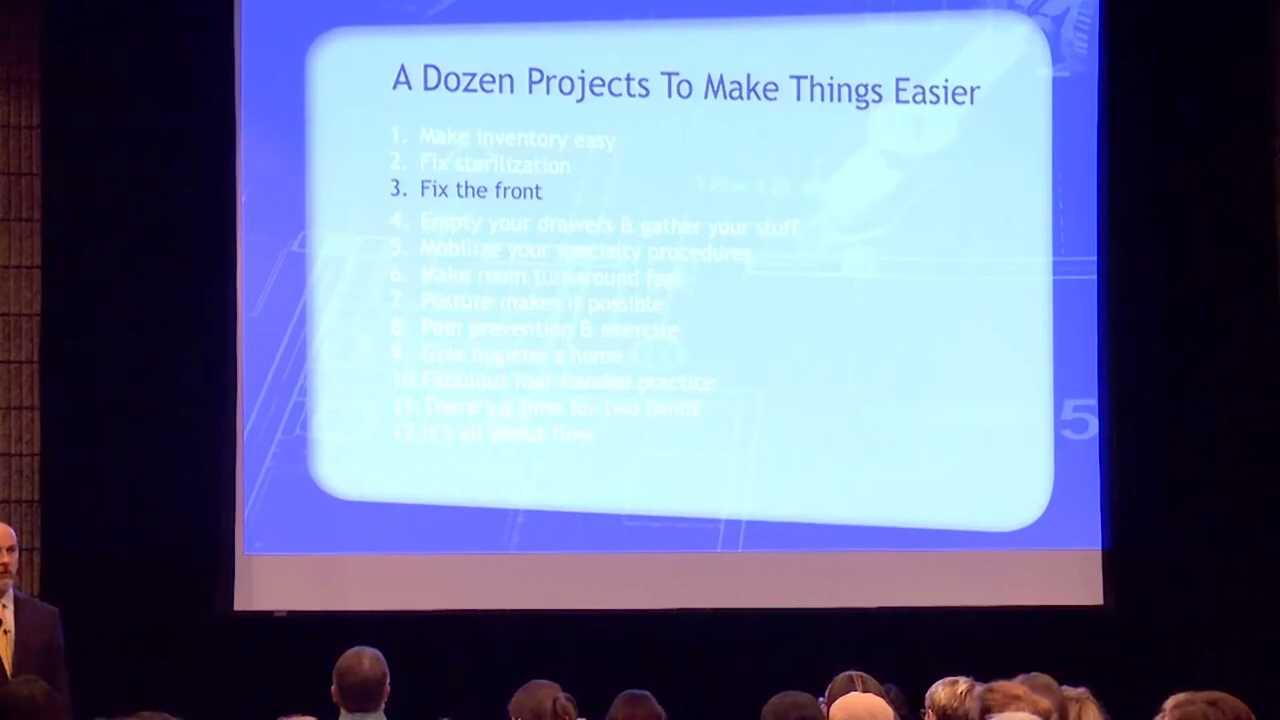 A Dozen Projects To Make Things Easier
1. Make inventory easy
2. Fix sterilization
3. Fix the front
4. Empty your drawers & gather your stuff
5. Mobilize your specialty procedures
6. Make room turnaround fast
7. Posture makes it possible
8. Pain prevention & exercise
9. Give hygiene a home
10. Fabulous four handed practice
11. There's a time for two hands
12. It's all about flow
5